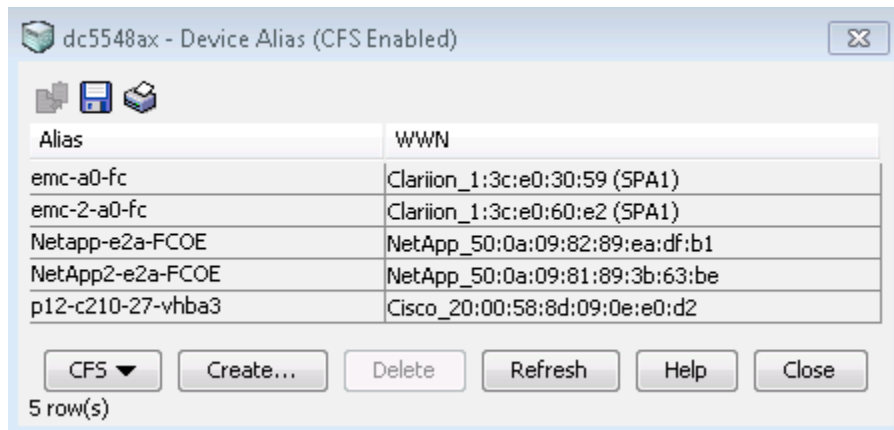 dc5548ax - Device Alias (CFS Enabled)
Alias WWN
emc-a0-fc Clariion_1:3c:e0:30:59 (SPA1)
emc-2-a0-fc Clariion_1:3c:e0:60:e2 (SPA1)
Netapp-e2a-FCOE NetApp_50:0a:09:82:89:ea:df:b1
NetApp2-e2a-FCOE NetApp_50:0a:09:81:89:3b:63:be
p12-c210-27-vhba3 Cisco_20:00:58:8d:09:0e:e0:d2
CFS Create... Delete Refresh Help Close
5 row(s)